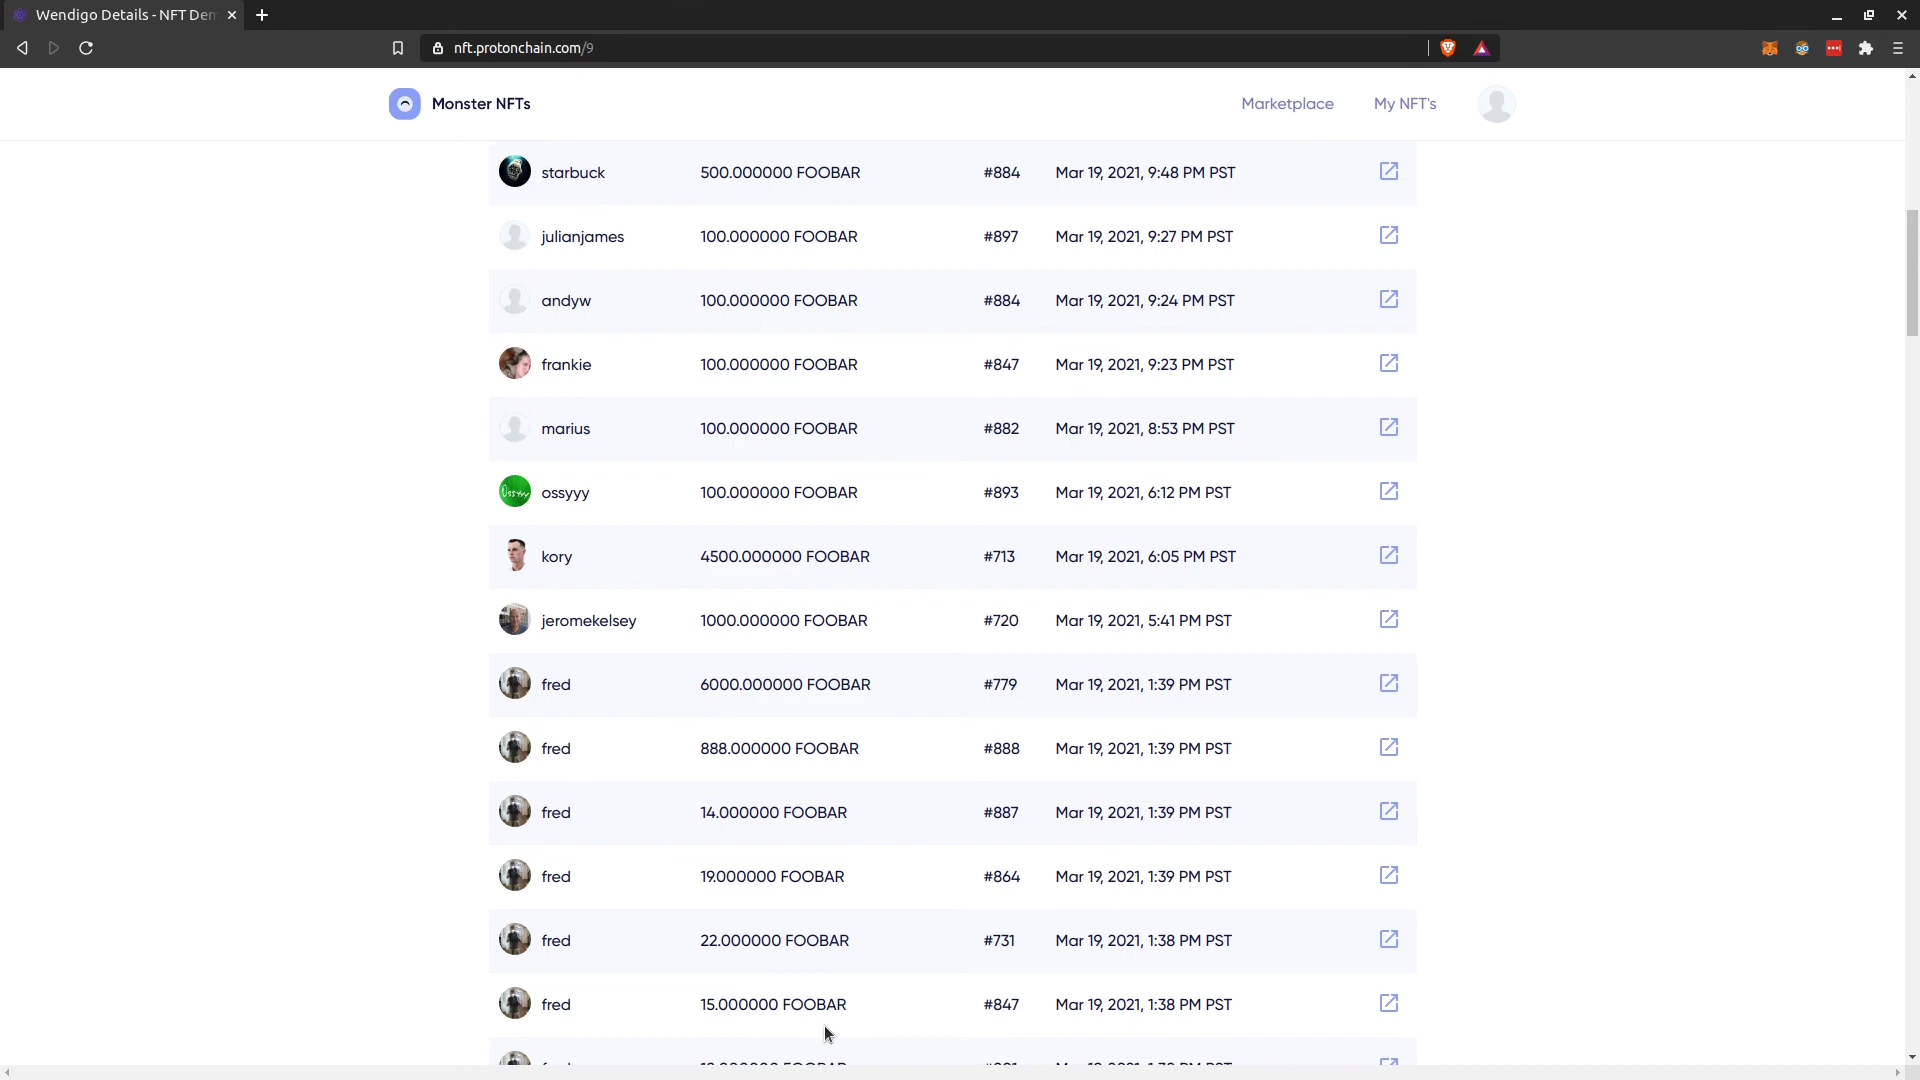 Wendigo Details - NFT Dem
nft.protonchain.com/9
Monster NFTs
Marketplace
My NFT's
starbuck 500.000000 FOOBAR #884 Mar 19, 2021, 9:48 PM PST
julianjames 100.000000 FOOBAR #897 Mar 19, 2021, 9:27 PM PST
andyw 100.000000 FOOBAR #884 Mar 19, 2021, 9:24 PM PST
frankie 100.000000 FOOBAR #847 Mar 19, 2021, 9:23 PM PST
marius 100.000000 FOOBAR #882 Mar 19, 2021, 8:53 PM PST
ossyyy 100.000000 FOOBAR #893 Mar 19, 2021, 6:12 PM PST
kory 4500.000000 FOOBAR #713 Mar 19, 2021, 6:05 PM PST
jeromekelsey 1000.000000 FOOBAR #720 Mar 19, 2021, 5:41 PM PST
fred 6000.000000 FOOBAR #779 Mar 19, 2021, 1:39 PM PST
fred 888.000000 FOOBAR #888 Mar 19, 2021, 1:39 PM PST
fred 14.000000 FOOBAR #887 Mar 19, 2021, 1:39 PM PST
fred 19.000000 FOOBAR #864 Mar 19, 2021, 1:39 PM PST
fred 22.000000 FOOBAR #731 Mar 19, 2021, 1:38 PM PST
fred 15.000000 FOOBAR #847 Mar 19, 2021, 1:38 PM PST